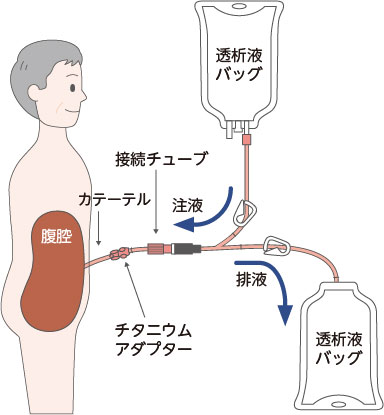 透析液
バッグ
接続チューブ
カテーテル
注液
腹腔
排液
チタニウム
アダプター
透析液
バッグ